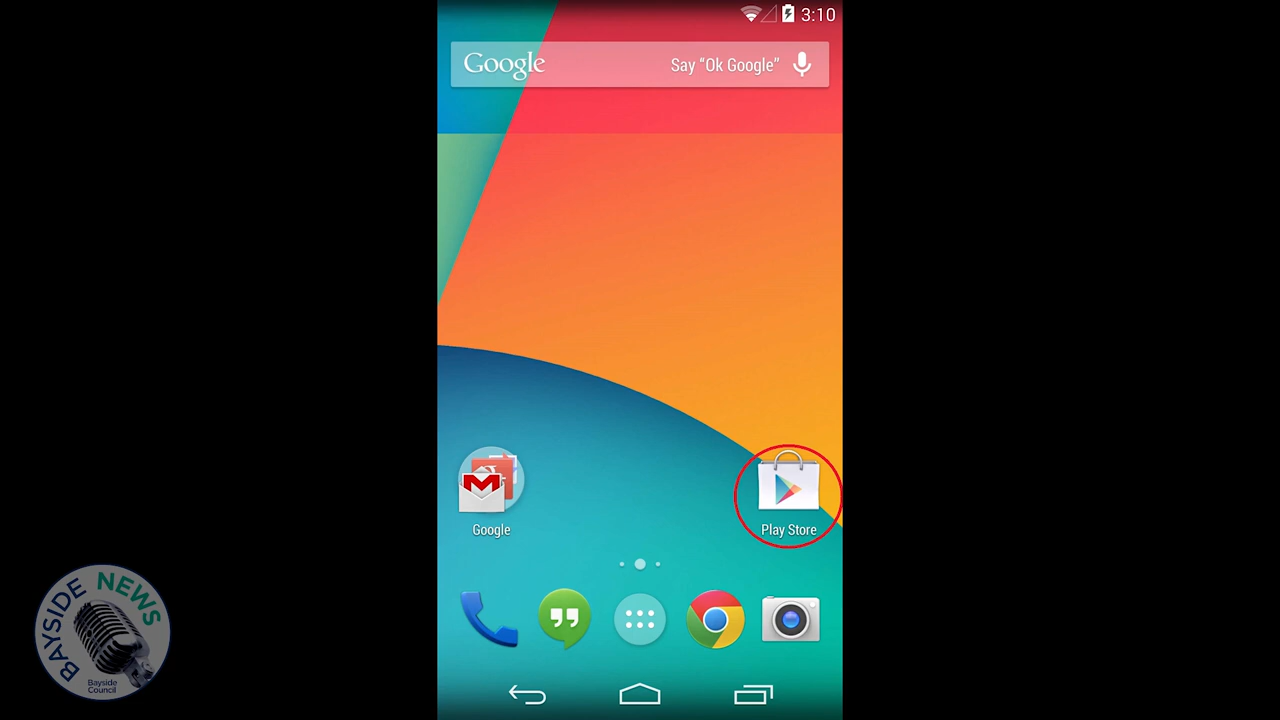 3:10
Google
Say “Ok Google”
Google
Play Store
BAYSIDE NEWS
Bayside
Council